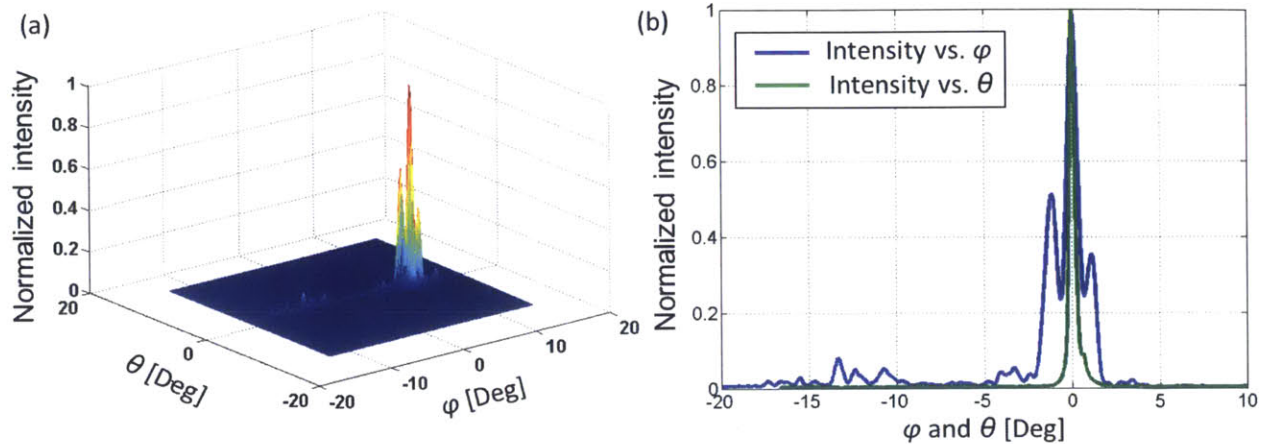 (a)
Normalized intensity
1
0.8
0.6
0.4
0.2
0
20
0
-20
θ [Deg]
-20
-10
0
10
20
φ [Deg]
(b)
Normalized intensity
1
0.8
0.6
0.4
0.2
0
Intensity vs. φ
Intensity vs. θ
-20 -15 -10 -5 0 5 10
φ and θ [Deg]